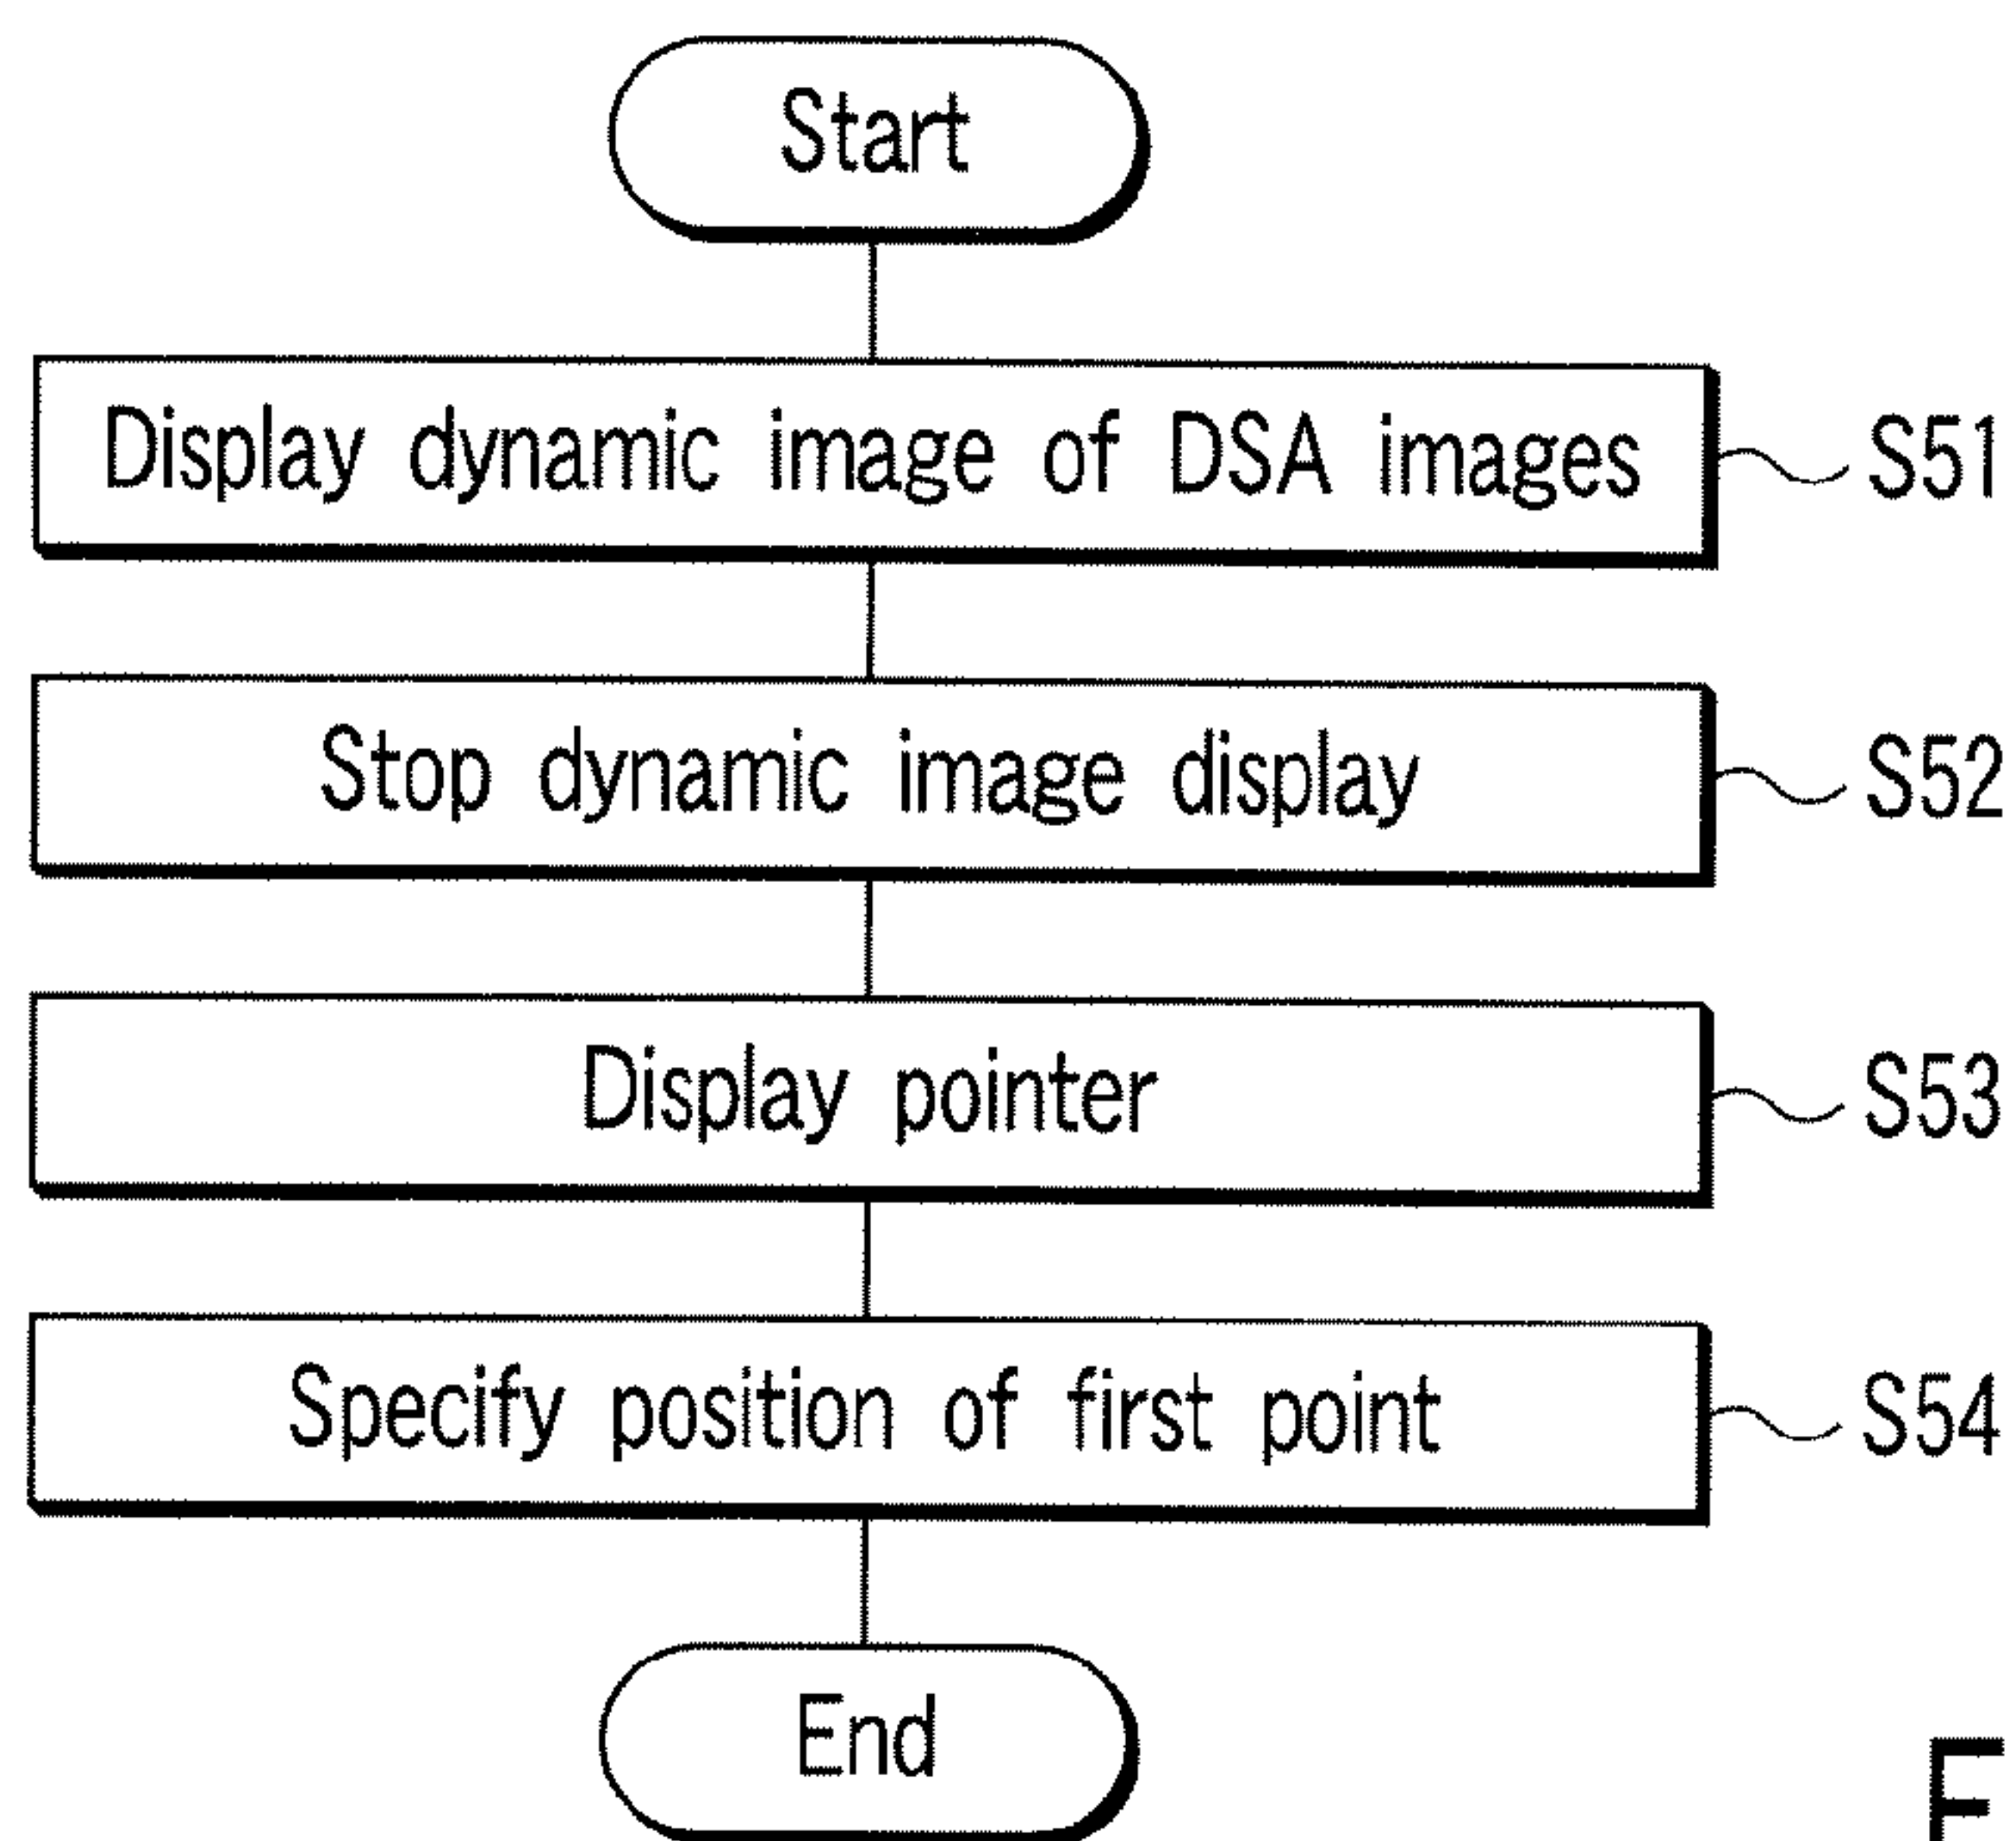 Start
Display dynamic image of DSA images S51
Stop dynamic image display S52
Display pointer S53
Specify position of first point S54
End